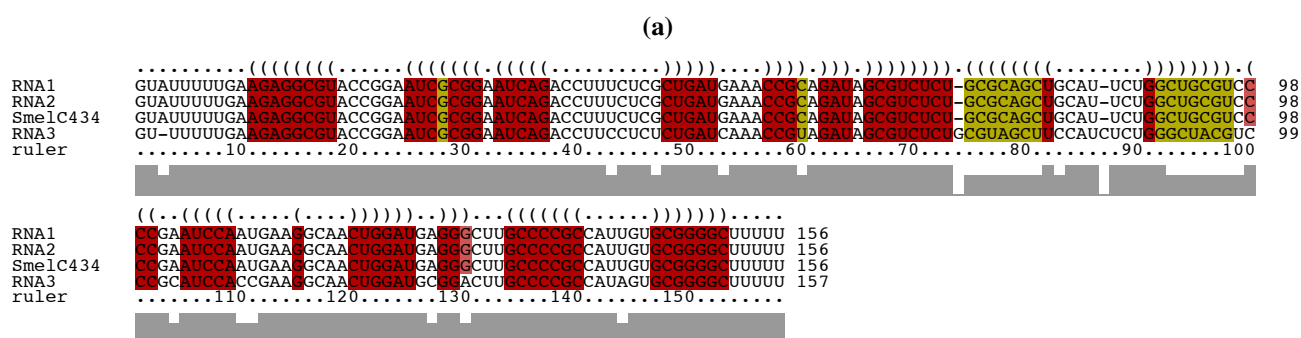 (a)
..........((((((((......(((((((.(((((..........)))))....)))).))).)))))))).((((((((........)))))))).(
RNA1 GUAUUUUUGAAGAGGCGUACCGGAAUCGCGGAAUCAGACCUUUCUCGCUGAUGAAACCGCAGAUAGCGUCUCU-GCGCAGCUGCAU-UCUGGCUGCGUCC 98
RNA2 GUAUUUUUGAAGAGGCGUACCGGAAUCGCGGAAUCAGACCUUUCUCGCUGAUGAAACCGCAGAUAGCGUCUCU-GCGCAGCUGCAU-UCUGGCUGCGUCC 98
SmelC434 GUAUUUUUGAAGAGGCGUACCGGAAUCGCGGAAUCAGACCUUUCUCGCUGAUGAAACCGCAGAUAGCGUCUCU-GCGCAGCUGCAU-UCUGGCUGCGUCC 98
RNA3 GU-UUUUUGAAGAGGCGUACCGGAAUCGCGGAAUCAGACCUUCCUCUCUGAUCAAACCGUAGAUAGCGUCUCUGCGUAGCUUCCAUCUCUGGCUACGUC 99
ruler ........10........20........30........40........50........60........70........80........90.......100
((..(((((.....(....))))))..)))...(((((((......))))))).....
RNA1 CCGAAUCCAAUGAAGGCAACUGGAUGAGGGCUUGCCCCGCCAUUGUGCGGGGCUUUUU 156
RNA2 CCGAAUCCAAUGAAGGCAACUGGAUGAGGGCUUGCCCCGCCAUUGUGCGGGGCUUUUU 156
SmelC434 CCGAAUCCAAUGAAGGCAACUGGAUGAGGGCUUGCCCCGCCAUUGUGCGGGGCUUUUU 156
RNA3 CCGCAUCCACCGAAGGCAACUGGAUGCGGACUUGCCCCGCCAUAGUGCGGGGCUUUUU 157
ruler .......110.......120.......130.......140.......150........